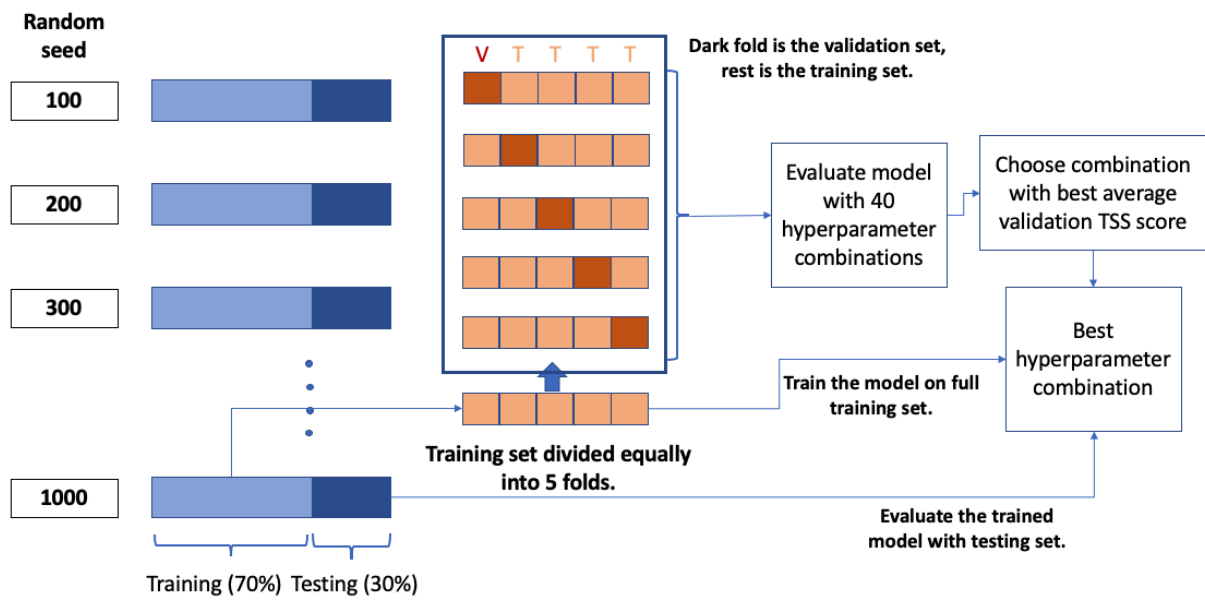 Random
seed
100
200
300
1000
Training (70%)
Testing (30%)
V T T T T
Training set divided equally
into 5 folds.
Dark fold is the validation set,
rest is the training set.
Evaluate model
with 40
hyperparameter
combinations
Choose combination
with best average
validation TSS score
Best
hyperparameter
combination
Train the model on full
training set.
Evaluate the trained
model with testing set.